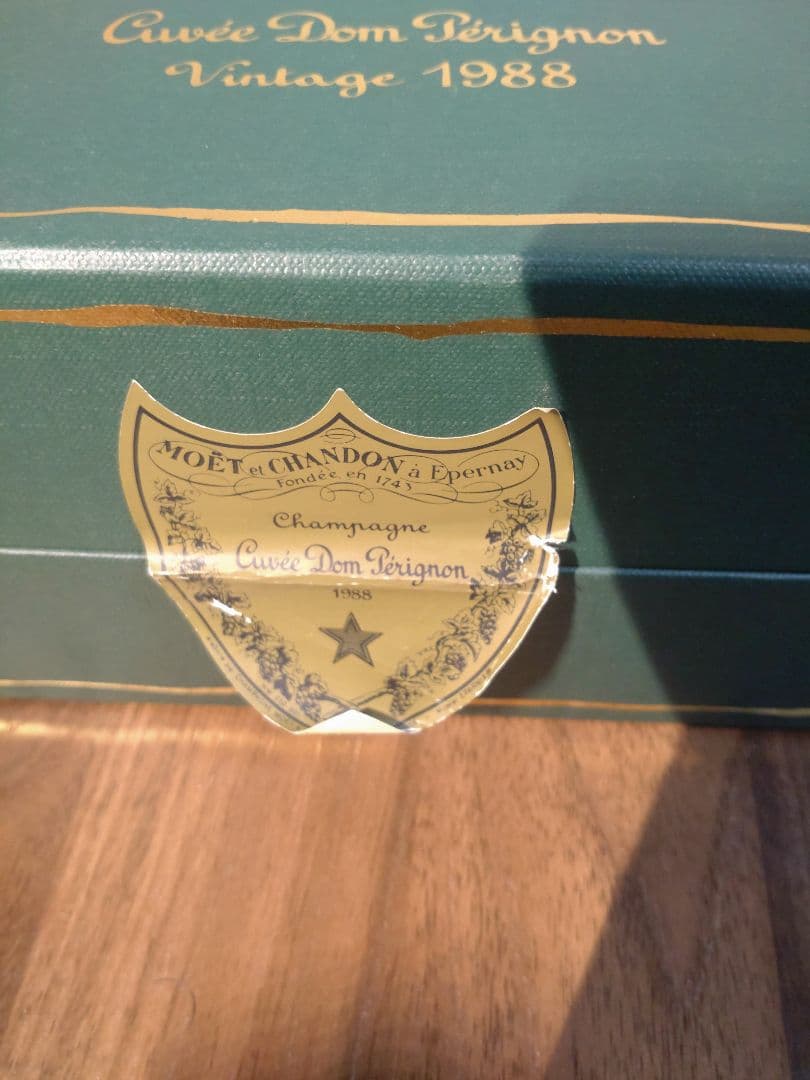 Cuvée Dom Pérignon
Vintage 1988
MOËT et CHANDON à Epernay
Fondée en 1743
Champagne
Cuvée Dom Pérignon
1988